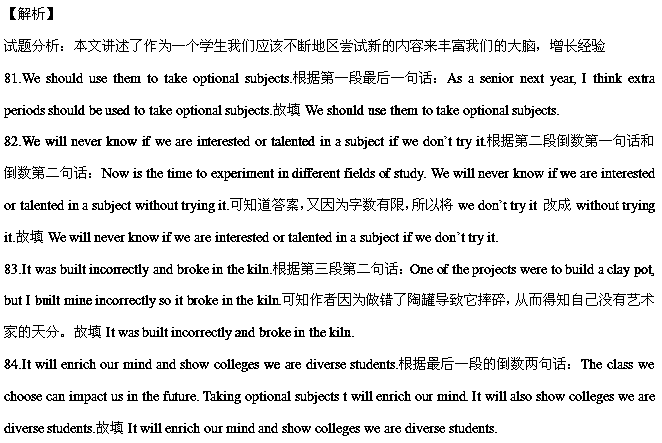 【解析】
试题分析：本文讲述了作为一个学生我们应该不断地区尝试新的内容来丰富我们的大脑，增长经验
81.We should use them to take optional subjects.根据第一段最后一句话：As a senior next year, I think extra
periods should be used to take optional subjects.故填 We should use them to take optional subjects.
82.We will never know if we are interested or talented in a subject if we don't try it.根据第二段倒数第一句话和
倒数第二句话：Now is the time to experiment in different fields of study. We will never know if we are interested
or talented in a subject without trying it.可知道答案，又因为字数有限，所以将 we don't try it 改成 without trying
it.故填 We will never know if we are interested or talented in a subject if we don't try it.
83.It was built incorrectly and broke in the kiln.根据第三段第二句话：One of the projects were to build a clay pot,
but I built mine incorrectly so it broke in the kiln.可知作者因为做错了陶罐导致它摔碎，从而得知自己没有艺术
家的天分。故填 It was built incorrectly and broke in the kiln.
84.It will enrich our mind and show colleges we are diverse students.根据最后一段的倒数两句话：The class we
choose can impact us in the future. Taking optional subjects t will enrich our mind. It will also show colleges we are
diverse students.故填 It will enrich our mind and show colleges we are diverse students.